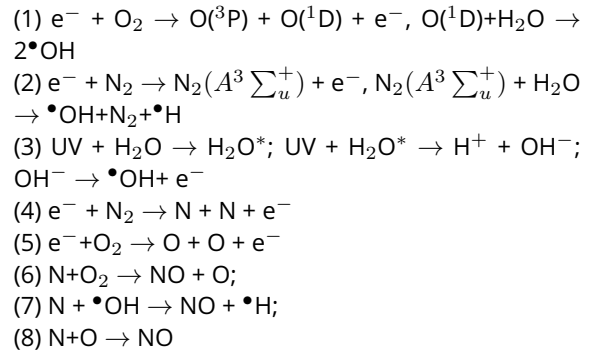 (1) e⁻ + O₂ → O(³P) + O(¹D) + e⁻, O(¹D)+H₂O →
2•OH
(2) e⁻ + N₂ → N₂(A³ ∑ᵤ⁺) + e⁻, N₂(A³ ∑ᵤ⁺) + H₂O
→ •OH+N₂+•H
(3) UV + H₂O → H₂O*; UV + H₂O* → H⁺ + OH⁻;
OH⁻ → •OH+ e⁻
(4) e⁻ + N₂ → N + N + e⁻
(5) e⁻+O₂ → O + O + e⁻
(6) N+O₂ → NO + O;
(7) N + •OH → NO + •H;
(8) N+O → NO